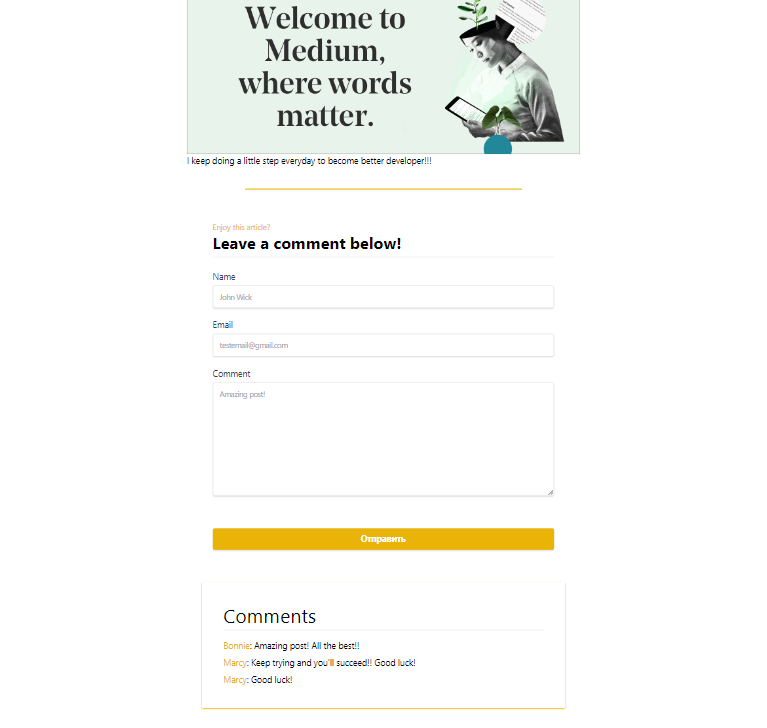 Welcome to
Medium,
where words
matter.
I keep doing a little step everyday to become better developer!!!
Enjoy this article?
Leave a comment below!
Name
John Wick
Email
testemail@gmail.com
Comment
Amazing post!
Отправить
Comments
Bonnie: Amazing post! All the best!!
Marcy: Keep trying and you'll succeed!! Good luck!
Marcy: Good luck!